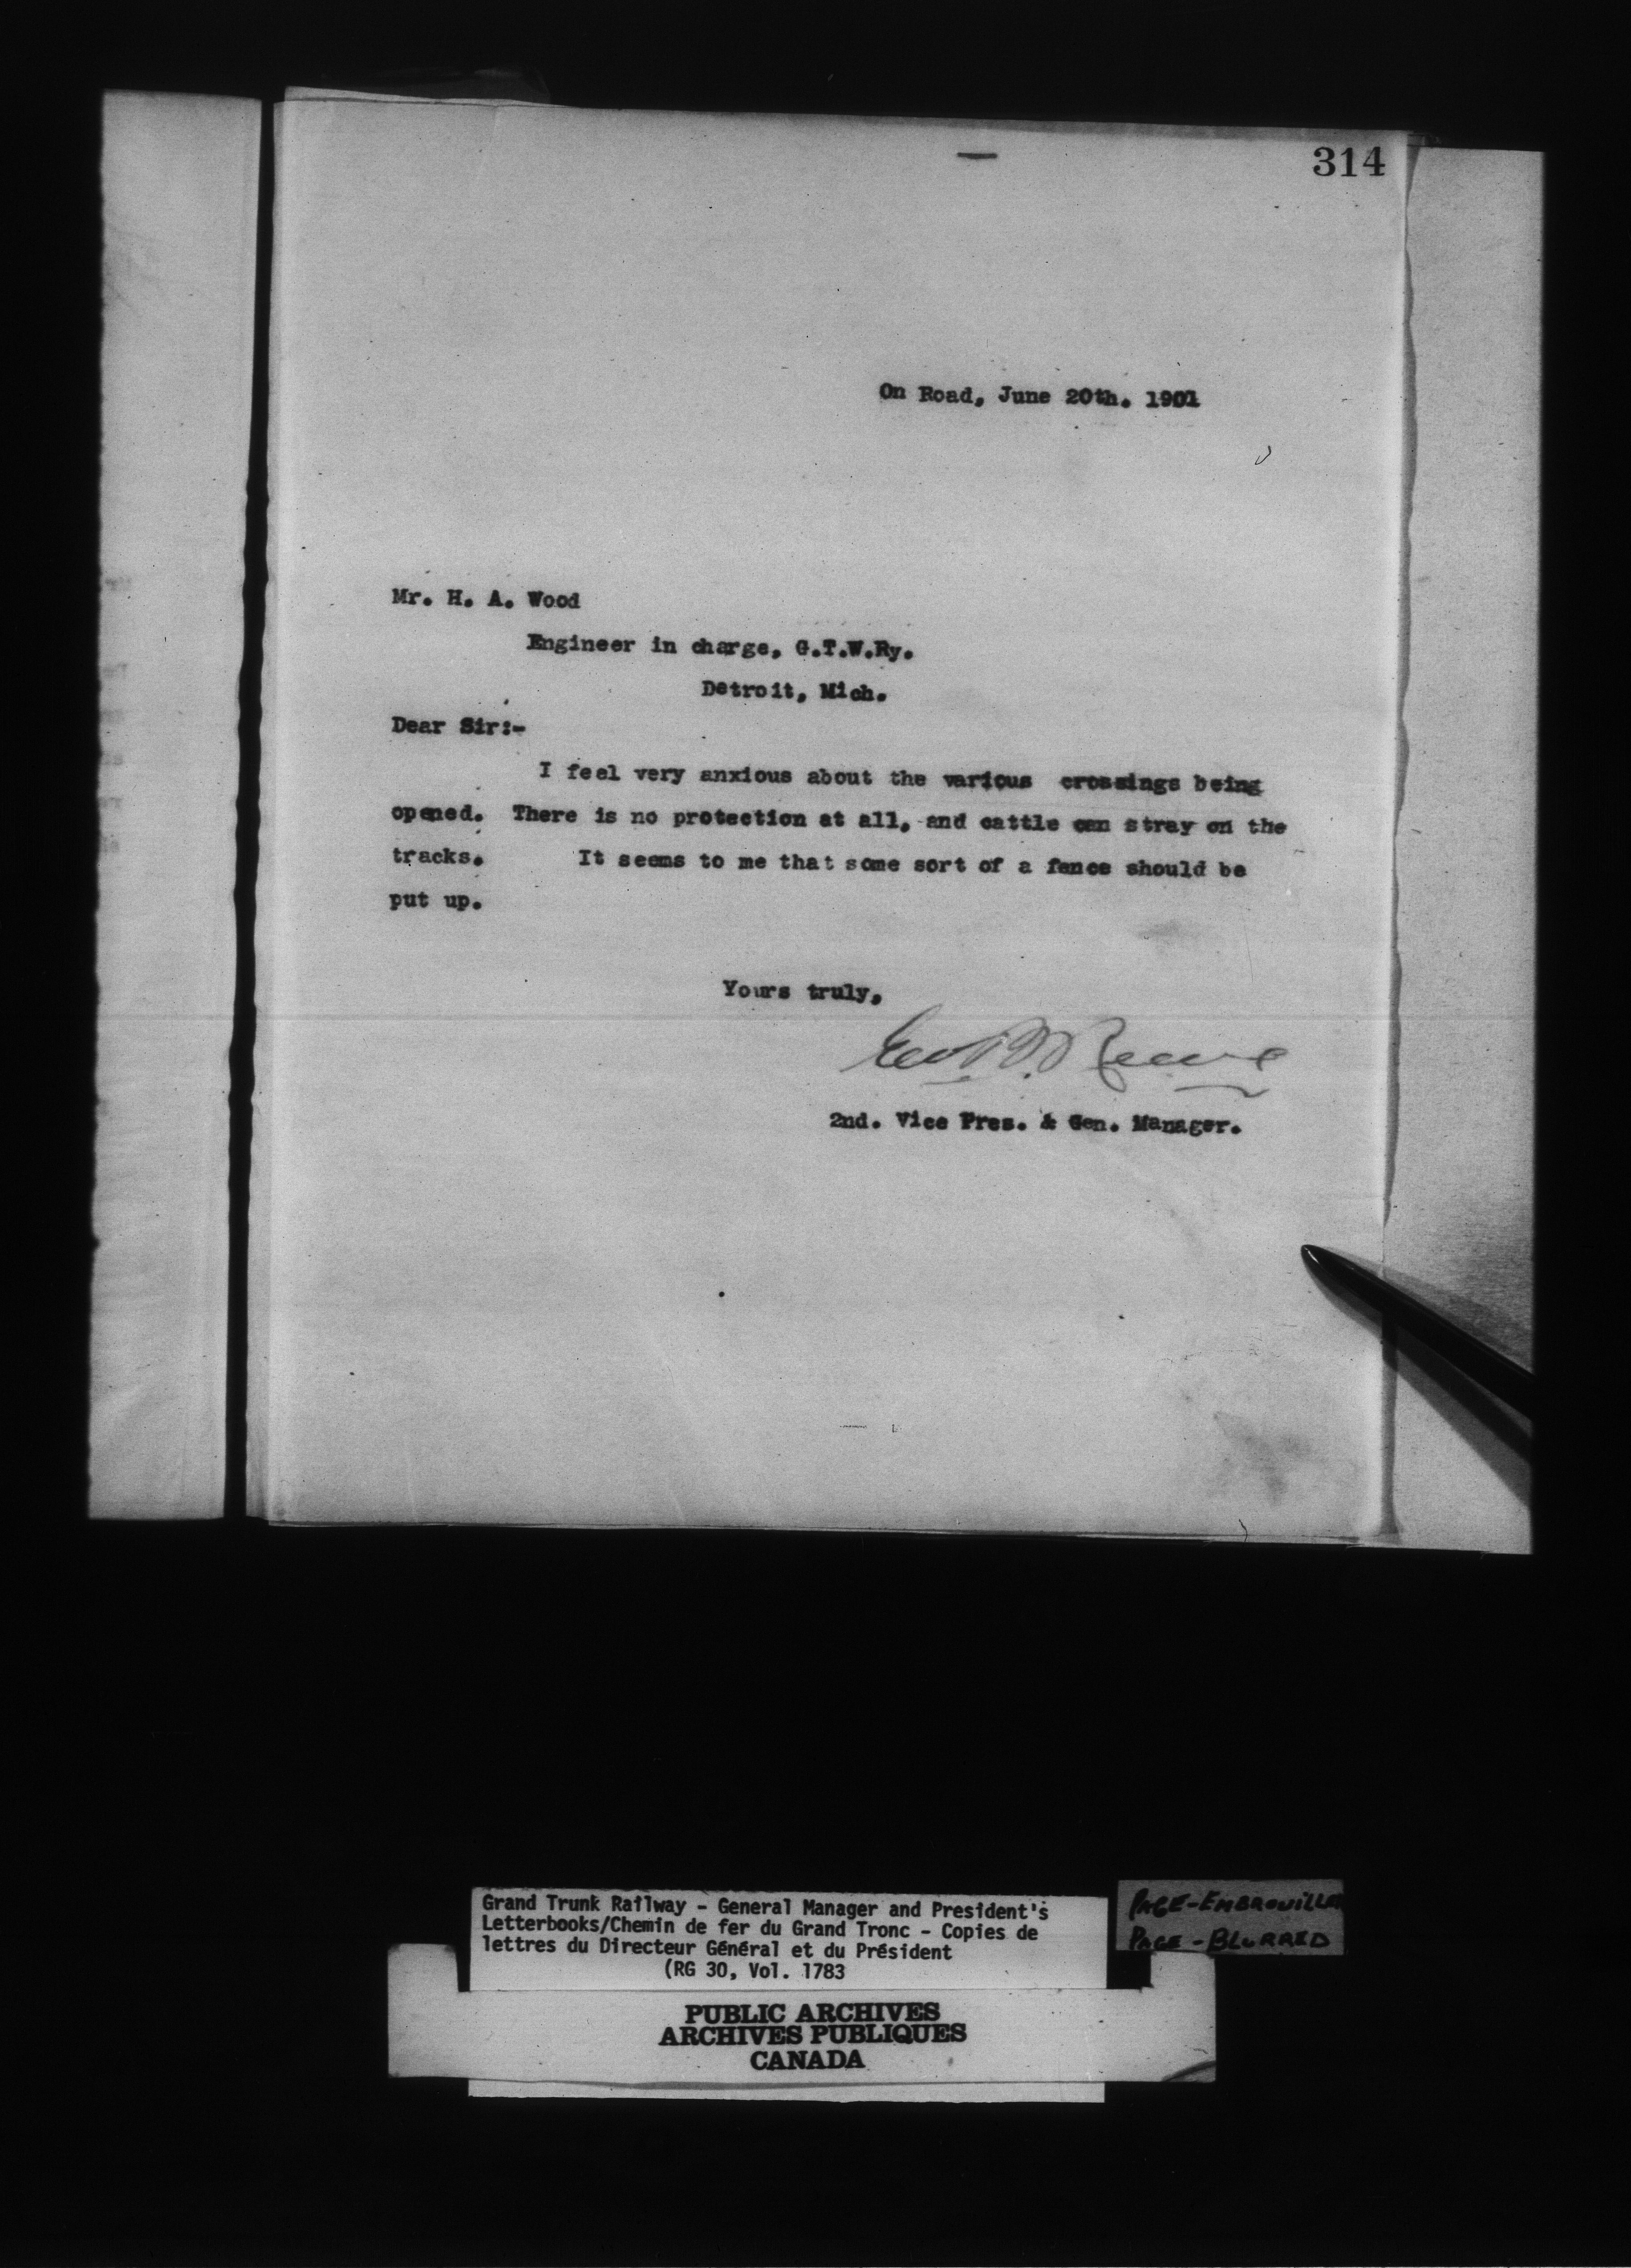 314
On Road, June 20th. 1901
Mr. H. A. Wood
Engineer in charge, G.T.W.Ry.
Detroit, Mich.
Dear Sir:-
I feel very anxious about the various crossings being
opened. There is no protection at all, and cattle can stray on the
tracks. It seems to me that some sort of a fence should be
put up.
Yours truly,
Geo. B. Reeve
2nd. Vice Pres. & Gen. Manager.
Grand Trunk Railway - General Manager and President's
Letterbooks/Chemin de fer du Grand Tronc - Copies de
lettres du Directeur Général et du Président
(RG 30, Vol. 1783
PAGE-EMBROUILLEE
PAGE-BLURRED
PUBLIC ARCHIVES
ARCHIVES PUBLIQUES
CANADA